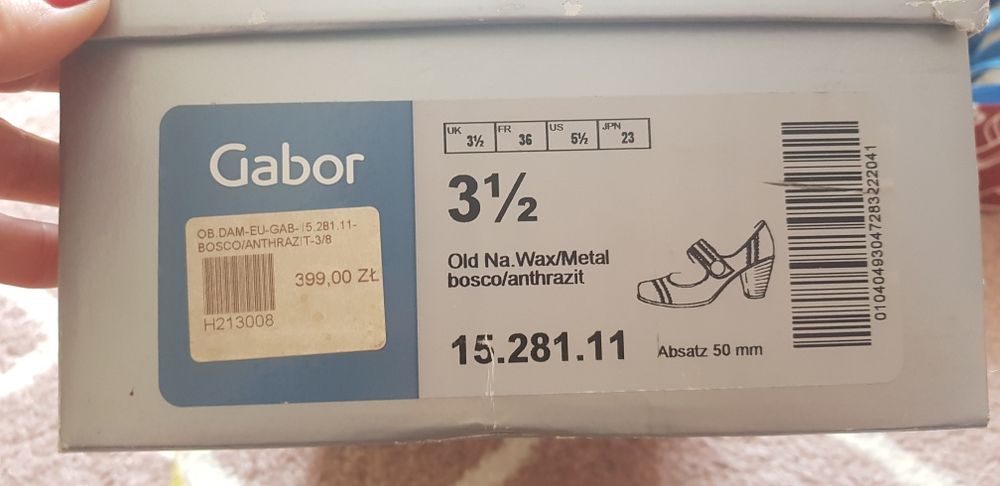 Gabor
OB.DAM-EU-GAB-15.281.11-
BOSCO/ANTHRAZIT-3/8
399,00 ZŁ
H213008
UK 3½ FR 36 US 5½ JPN 23
3½
Old Na.Wax/Metal
bosco/anthrazit
15.281.11
Absatz 50 mm
0104049304728322041